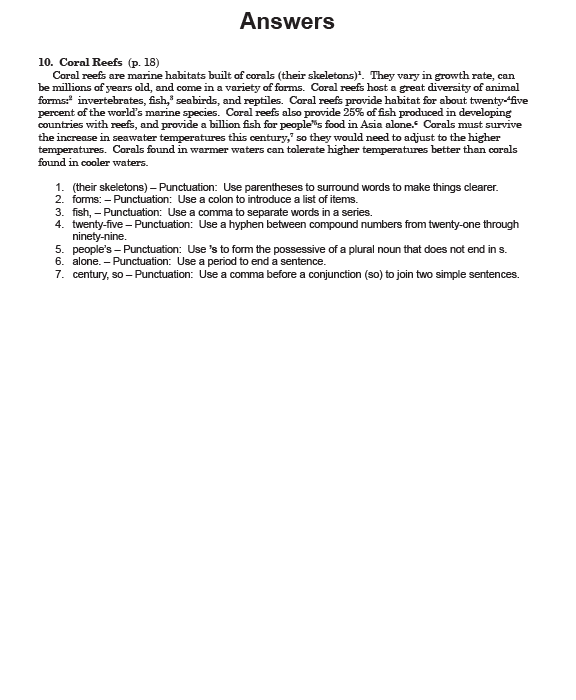 Answers
10. Coral Reefs (p. 18)
Coral reefs are marine habitats built of corals (their skeletons)¹. They vary in growth rate, can
be millions of years old, and come in a variety of forms. Coral reefs host a great diversity of animal
forms:² invertebrates, fish,³ seabirds, and reptiles. Coral reefs provide habitat for about twenty-⁴five
percent of the world's marine species. Coral reefs also provide 25% of fish produced in developing
countries with reefs, and provide a billion fish for people'⁵s food in Asia alone.⁶ Corals must survive
the increase in seawater temperatures this century,⁷ so they would need to adjust to the higher
temperatures. Corals found in warmer waters can tolerate higher temperatures better than corals
found in cooler waters.
1. (their skeletons) – Punctuation: Use parentheses to surround words to make things clearer.
2. forms: – Punctuation: Use a colon to introduce a list of items.
3. fish, – Punctuation: Use a comma to separate words in a series.
4. twenty-five – Punctuation: Use a hyphen between compound numbers from twenty-one through
ninety-nine.
5. people's – Punctuation: Use 's to form the possessive of a plural noun that does not end in s.
6. alone. – Punctuation: Use a period to end a sentence.
7. century, so – Punctuation: Use a comma before a conjunction (so) to join two simple sentences.